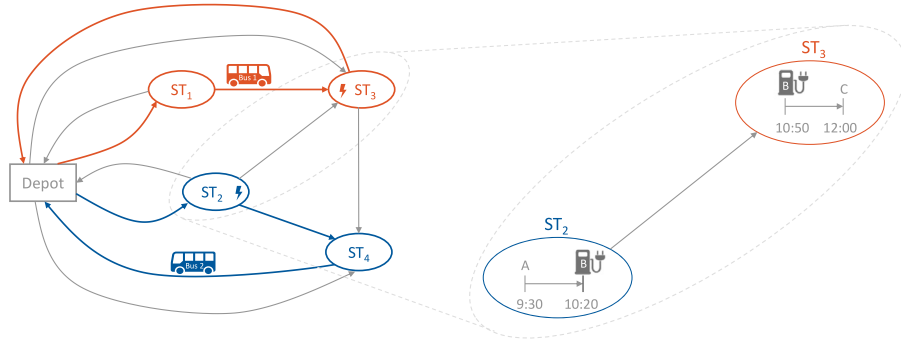 ST3
Bus 1
B
C
ST1
ST3
10:50 12:00
Depot
ST2
ST2
Bus 2
ST4
A
B
9:30 10:20